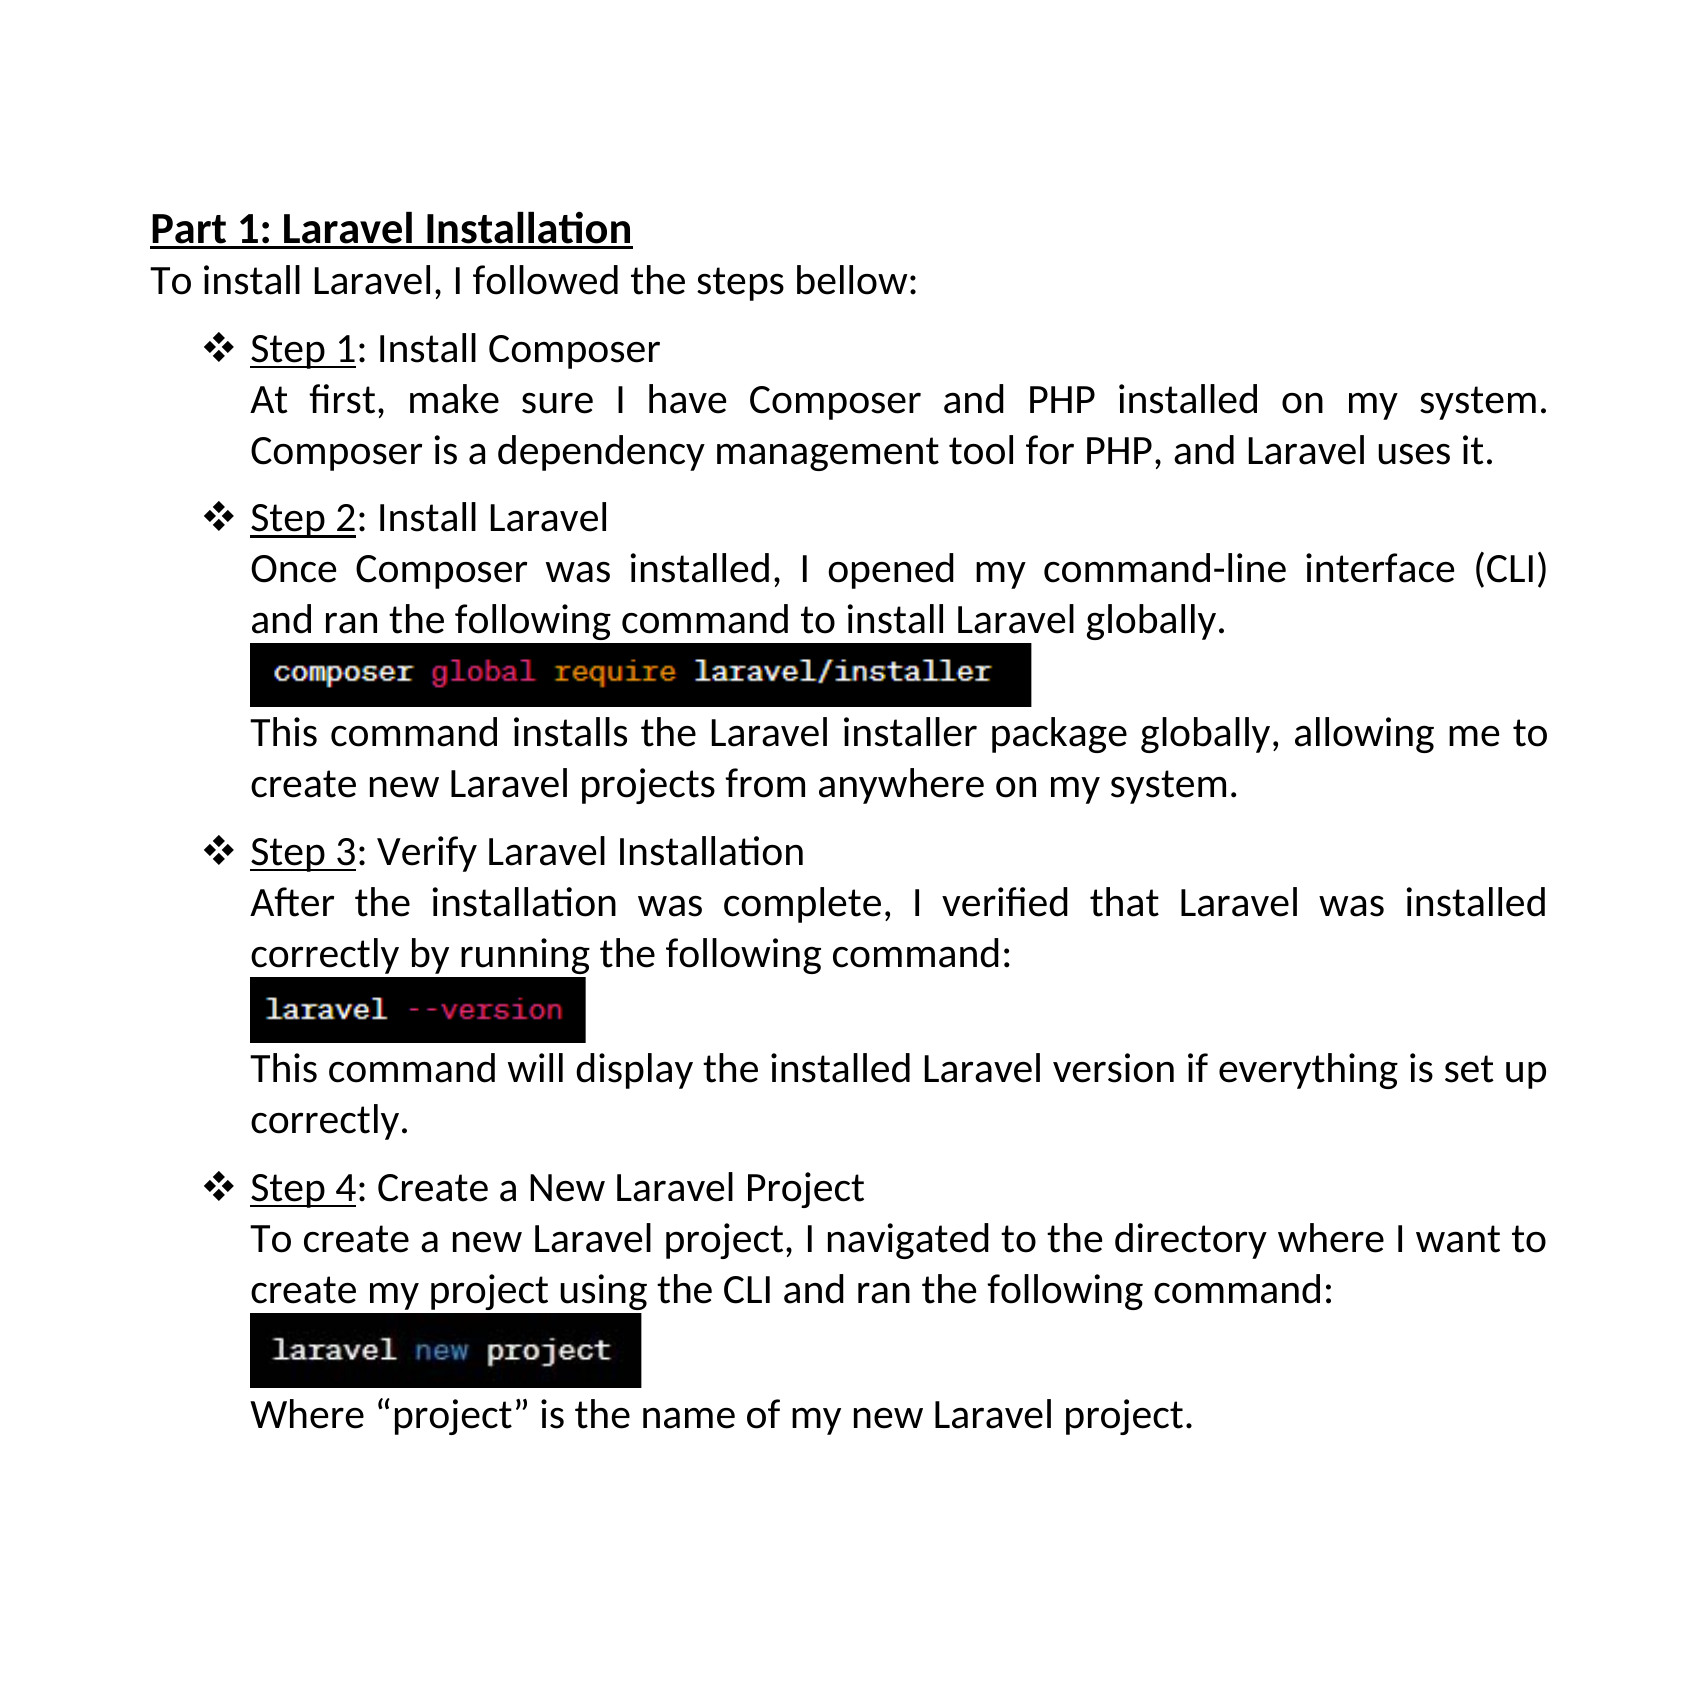 Part 1: Laravel Installation
To install Laravel, I followed the steps bellow:
❖ Step 1: Install Composer
At first, make sure I have Composer and PHP installed on my system.
Composer is a dependency management tool for PHP, and Laravel uses it.
❖ Step 2: Install Laravel
Once Composer was installed, I opened my command-line interface (CLI)
and ran the following command to install Laravel globally.
composer global require laravel/installer
This command installs the Laravel installer package globally, allowing me to
create new Laravel projects from anywhere on my system.
❖ Step 3: Verify Laravel Installation
After the installation was complete, I verified that Laravel was installed
correctly by running the following command:
laravel --version
This command will display the installed Laravel version if everything is set up
correctly.
❖ Step 4: Create a New Laravel Project
To create a new Laravel project, I navigated to the directory where I want to
create my project using the CLI and ran the following command:
laravel new project
Where “project” is the name of my new Laravel project.